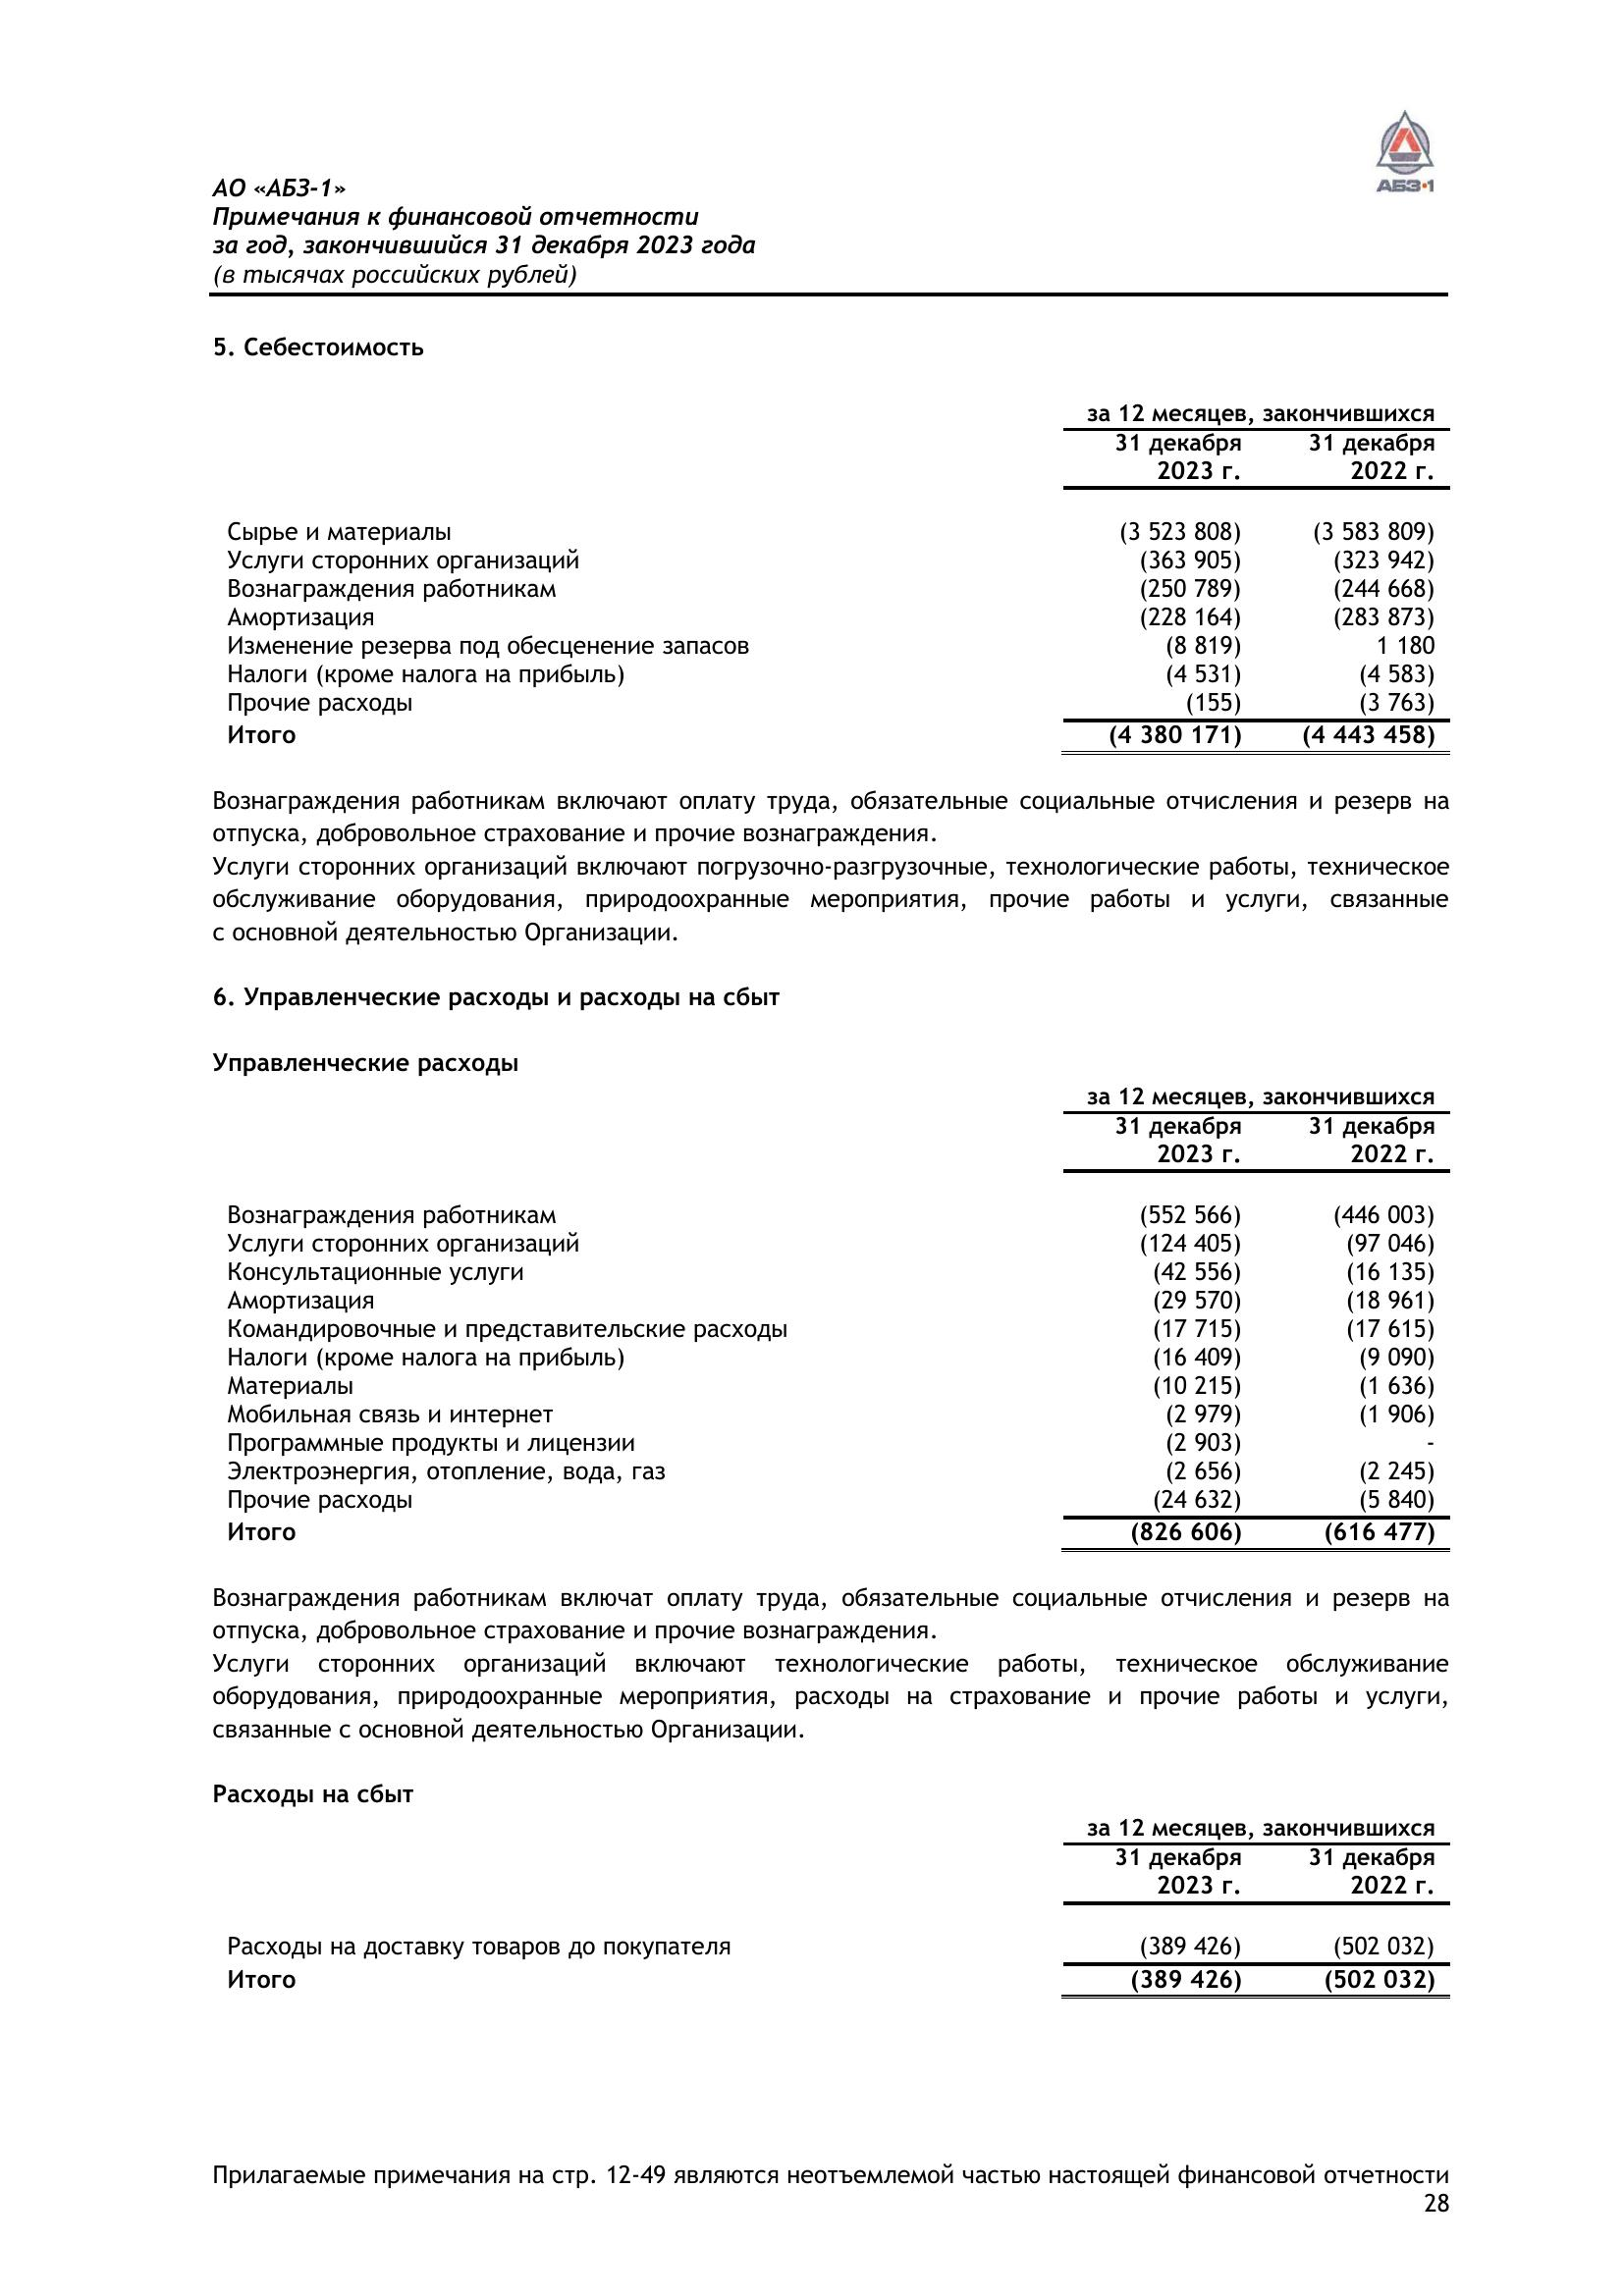 АБЗ•1
АО «АБЗ-1»
Примечания к финансовой отчетности
за год, закончившийся 31 декабря 2023 года
(в тысячах российских рублей)
5. Себестоимость
за 12 месяцев, закончившихся
31 декабря 31 декабря
2023 г. 2022 г.
Сырье и материалы (3 523 808) (3 583 809)
Услуги сторонних организаций (363 905) (323 942)
Вознаграждения работникам (250 789) (244 668)
Амортизация (228 164) (283 873)
Изменение резерва под обесценение запасов (8 819) 1 180
Налоги (кроме налога на прибыль) (4 531) (4 583)
Прочие расходы (155) (3 763)
Итого (4 380 171) (4 443 458)
Вознаграждения работникам включают оплату труда, обязательные социальные отчисления и резерв на
отпуска, добровольное страхование и прочие вознаграждения.
Услуги сторонних организаций включают погрузочно-разгрузочные, технологические работы, техническое
обслуживание оборудования, природоохранные мероприятия, прочие работы и услуги, связанные
с основной деятельностью Организации.
6. Управленческие расходы и расходы на сбыт
Управленческие расходы
за 12 месяцев, закончившихся
31 декабря 31 декабря
2023 г. 2022 г.
Вознаграждения работникам (552 566) (446 003)
Услуги сторонних организаций (124 405) (97 046)
Консультационные услуги (42 556) (16 135)
Амортизация (29 570) (18 961)
Командировочные и представительские расходы (17 715) (17 615)
Налоги (кроме налога на прибыль) (16 409) (9 090)
Материалы (10 215) (1 636)
Мобильная связь и интернет (2 979) (1 906)
Программные продукты и лицензии (2 903) -
Электроэнергия, отопление, вода, газ (2 656) (2 245)
Прочие расходы (24 632) (5 840)
Итого (826 606) (616 477)
Вознаграждения работникам включат оплату труда, обязательные социальные отчисления и резерв на
отпуска, добровольное страхование и прочие вознаграждения.
Услуги сторонних организаций включают технологические работы, техническое обслуживание
оборудования, природоохранные мероприятия, расходы на страхование и прочие работы и услуги,
связанные с основной деятельностью Организации.
Расходы на сбыт
за 12 месяцев, закончившихся
31 декабря 31 декабря
2023 г. 2022 г.
Расходы на доставку товаров до покупателя (389 426) (502 032)
Итого (389 426) (502 032)
Прилагаемые примечания на стр. 12-49 являются неотъемлемой частью настоящей финансовой отчетности
28